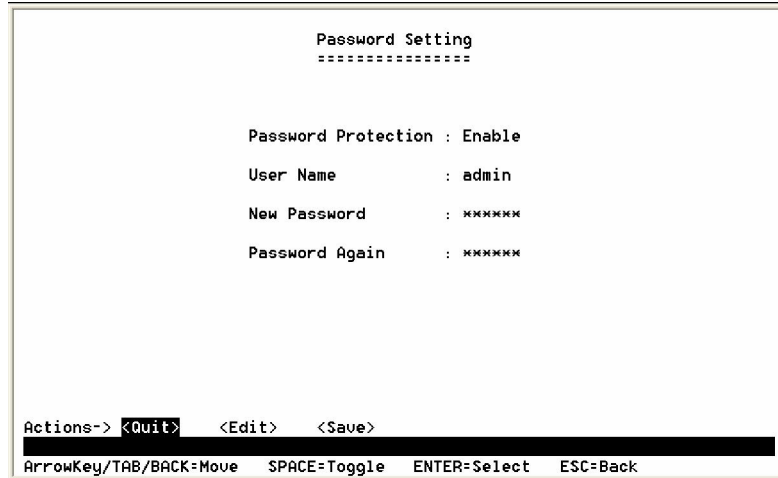 Password Setting
================
Password Protection : Enable
User Name : admin
New Password : ******
Password Again : ******
Actions-> <Quit> <Edit> <Save>
ArrowKey/TAB/BACK=Move SPACE=Toggle ENTER=Select ESC=Back